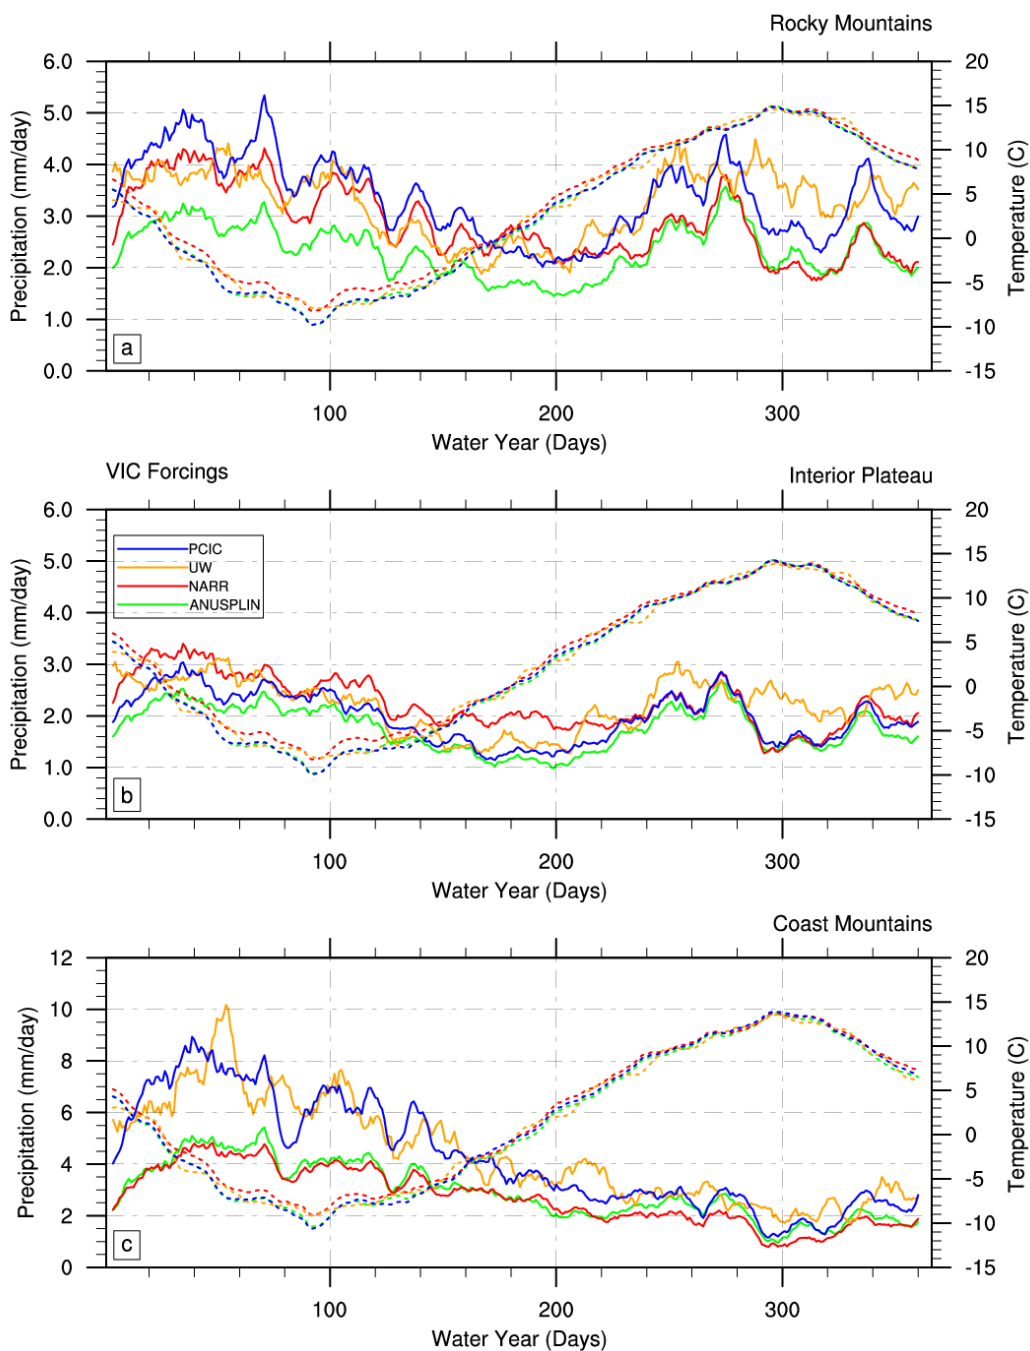 Rocky Mountains
6.0
5.0
4.0
3.0
2.0
1.0
0.0
Precipitation (mm/day)
20
15
10
5
0
-5
-10
-15
Temperature (C)
a
100
200
300
Water Year (Days)
VIC Forcings
Interior Plateau
6.0
5.0
4.0
3.0
2.0
1.0
0.0
Precipitation (mm/day)
PCIC
UW
NARR
ANUSPLIN
20
15
10
5
0
-5
-10
-15
Temperature (C)
b
100
200
300
Water Year (Days)
Coast Mountains
12
10
8
6
4
2
0
Precipitation (mm/day)
20
15
10
5
0
-5
-10
-15
Temperature (C)
c
100
200
300
Water Year (Days)